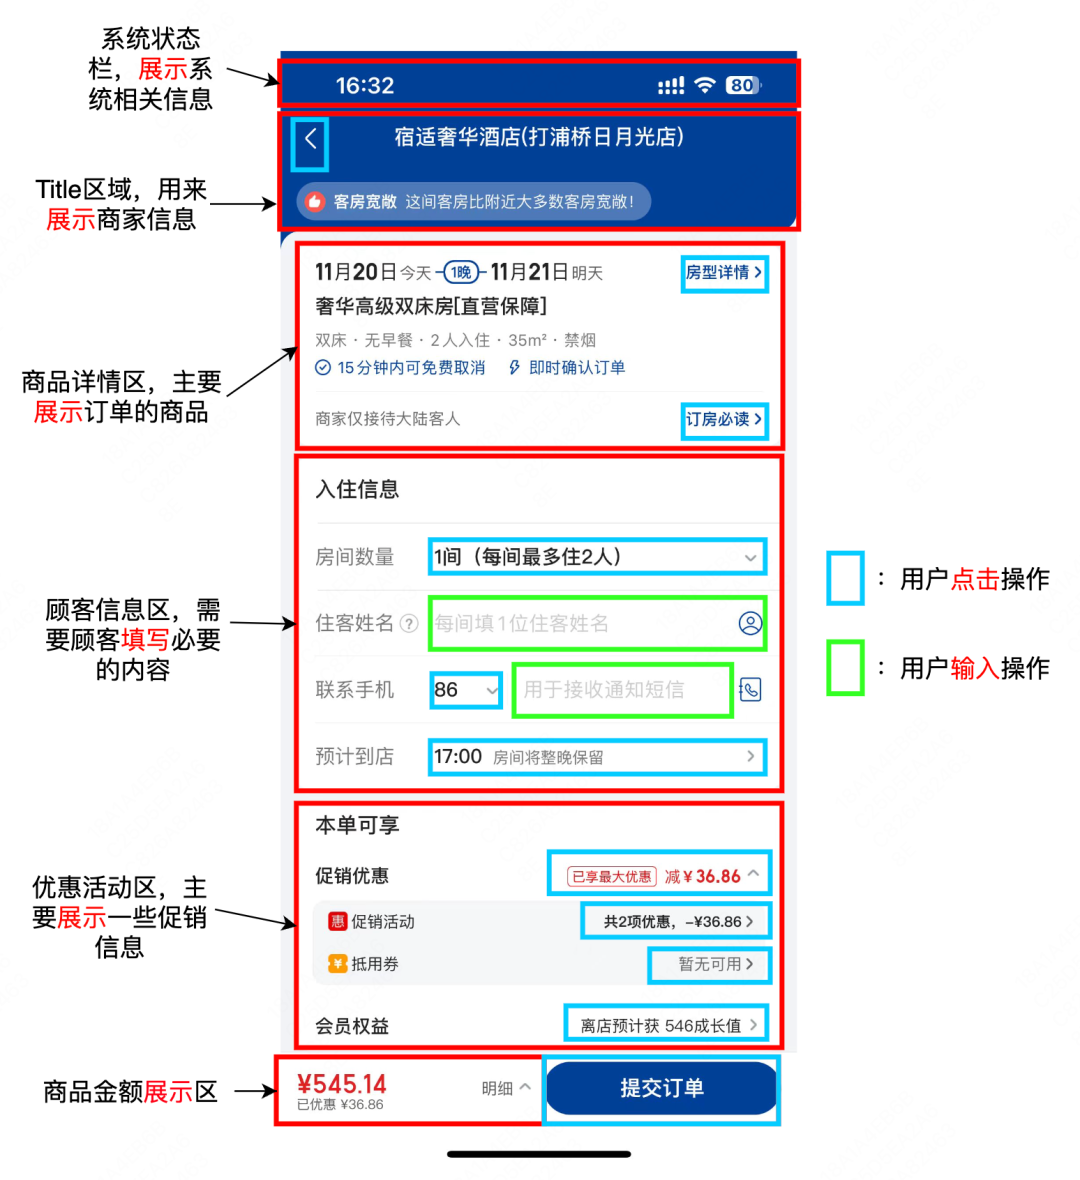 系统状态
栏，展示系
统相关信息
16:32
80
宿适奢华酒店(打浦桥日月光店)
Title区域，用来
展示商家信息
客房宽敞 这间客房比附近大多数客房宽敞！
11月20日今天 1晚 11月21日明天
房型详情
奢华高级双床房[直营保障]
双床 · 无早餐 · 2人入住 · 35m² · 禁烟
15分钟内可免费取消 即时确认订单
商品详情区，主要
展示订单的商品
商家仅接待大陆客人
订房必读
入住信息
房间数量 1间（每间最多住2人）
：用户点击操作
顾客信息区，需
要顾客填写必要
的内容
住客姓名 ? 每间填1位住客姓名
：用户输入操作
联系手机 86 用于接收通知短信
预计到店 17:00 房间将整晚保留
本单可享
促销优惠 已享最大优惠 减¥36.86
优惠活动区，主
要展示一些促销
信息
惠 促销活动 共2项优惠，-¥36.86
¥ 抵用券 暂无可用
会员权益 离店预计获 546成长值
商品金额展示区
¥545.14
已优惠 ¥36.86
明细
提交订单